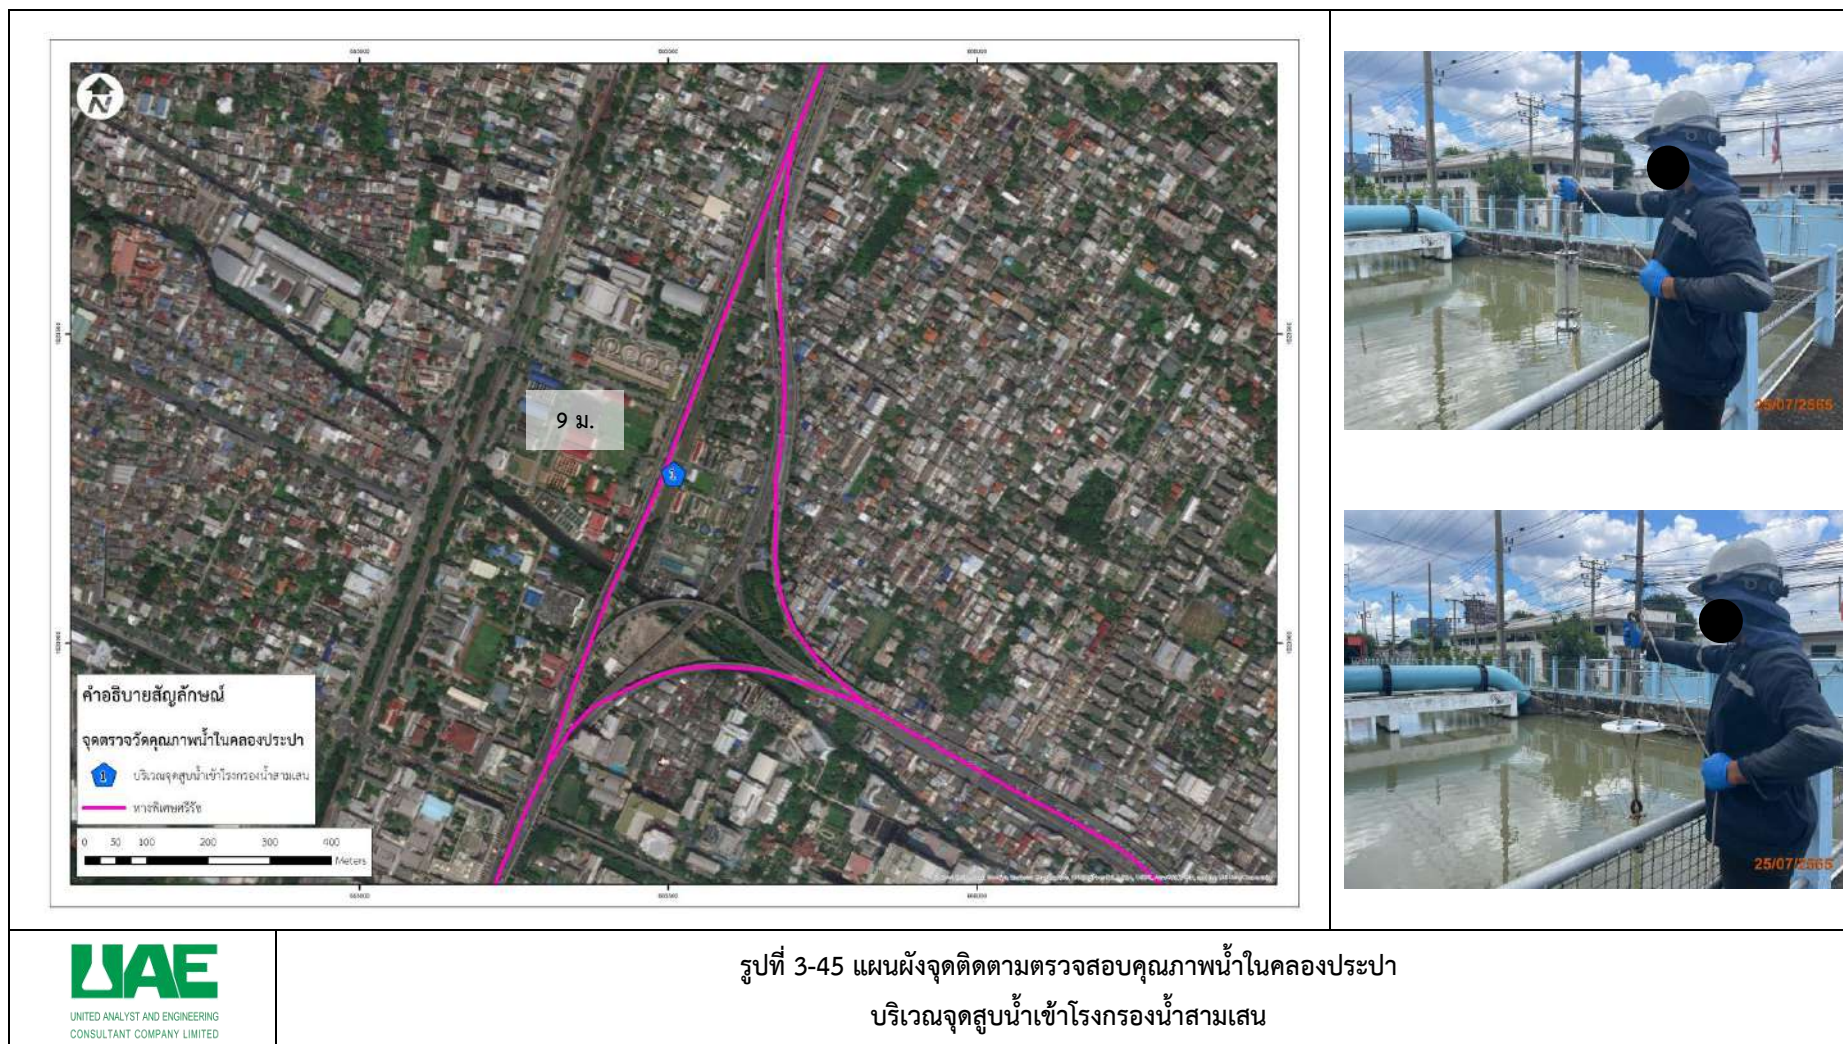 N
9 ม.
คำอธิบายสัญลักษณ์
จุดตรวจวัดคุณภาพน้ำในคลองประปา
1
บริเวณจุดสูบน้ำเข้าโรงกรองน้ำสามเสน
ทางพิเศษศรีรัช
0 50 100 200 300 400
Meters
25/07/2565
25/07/2565
UAE
UNITED ANALYST AND ENGINEERING
CONSULTANT COMPANY LIMITED
รูปที่ 3-45 แผนผังจุดติดตามตรวจสอบคุณภาพน้ำในคลองประปา
บริเวณจุดสูบน้ำเข้าโรงกรองน้ำสามเสน